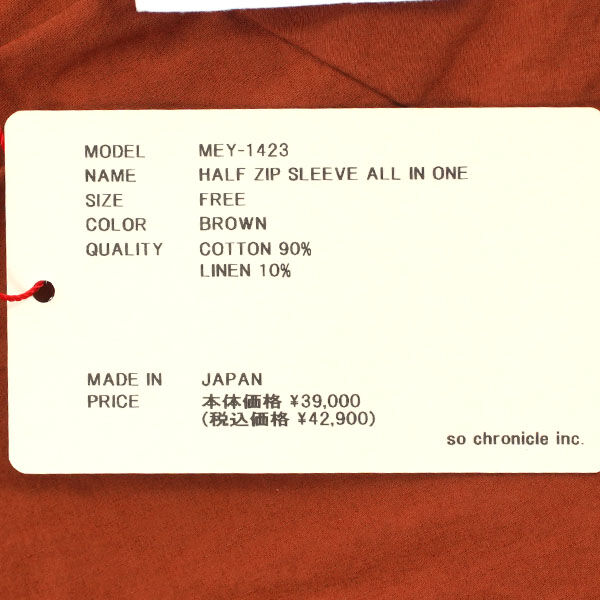 MODEL MEY-1423
NAME HALF ZIP SLEEVE ALL IN ONE
SIZE FREE
COLOR BROWN
QUALITY COTTON 90%
LINEN 10%
MADE IN JAPAN
PRICE 本体価格 ¥39,000
(税込価格 ¥42,900)
so chronicle inc.